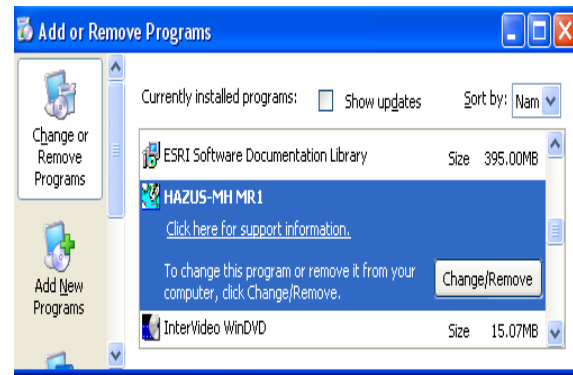 Add or Remove Programs
Change or
Remove
Programs
Add New
Programs
Currently installed programs:
Show updates
Sort by: Nam
ESRI Software Documentation Library
Size 395.00MB
HAZUS-MH MR1
Click here for support information.
To change this program or remove it from your
computer, click Change/Remove.
Change/Remove
InterVideo WinDVD
Size 15.07MB